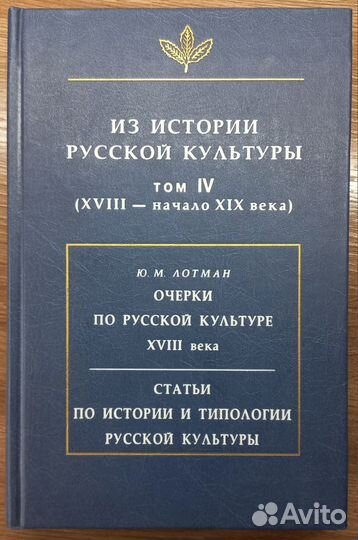 ИЗ ИСТОРИИ
РУССКОЙ КУЛЬТУРЫ
ТОМ IV
(XVIII — начало XIX века)
Ю. М. ЛОТМАН
ОЧЕРКИ
ПО РУССКОЙ КУЛЬТУРЕ
XVIII века
СТАТЬИ
ПО ИСТОРИИ И ТИПОЛОГИИ
РУССКОЙ КУЛЬТУРЫ
Avito